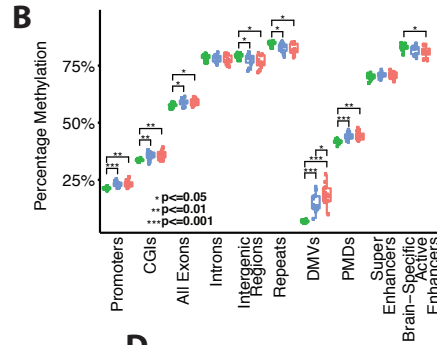 B
Percentage Methylation
75%
50%
25%
* * * * * * * *
** ** **
*** *** *** ***
* p<=0.05
** p<=0.01
***p<=0.001
Promoters
CGIs
All Exons
Introns
Intergenic
Regions
Repeats
DMVs
PMDs
Super
Enhancers
Brain−Specific
Active
Enhancers